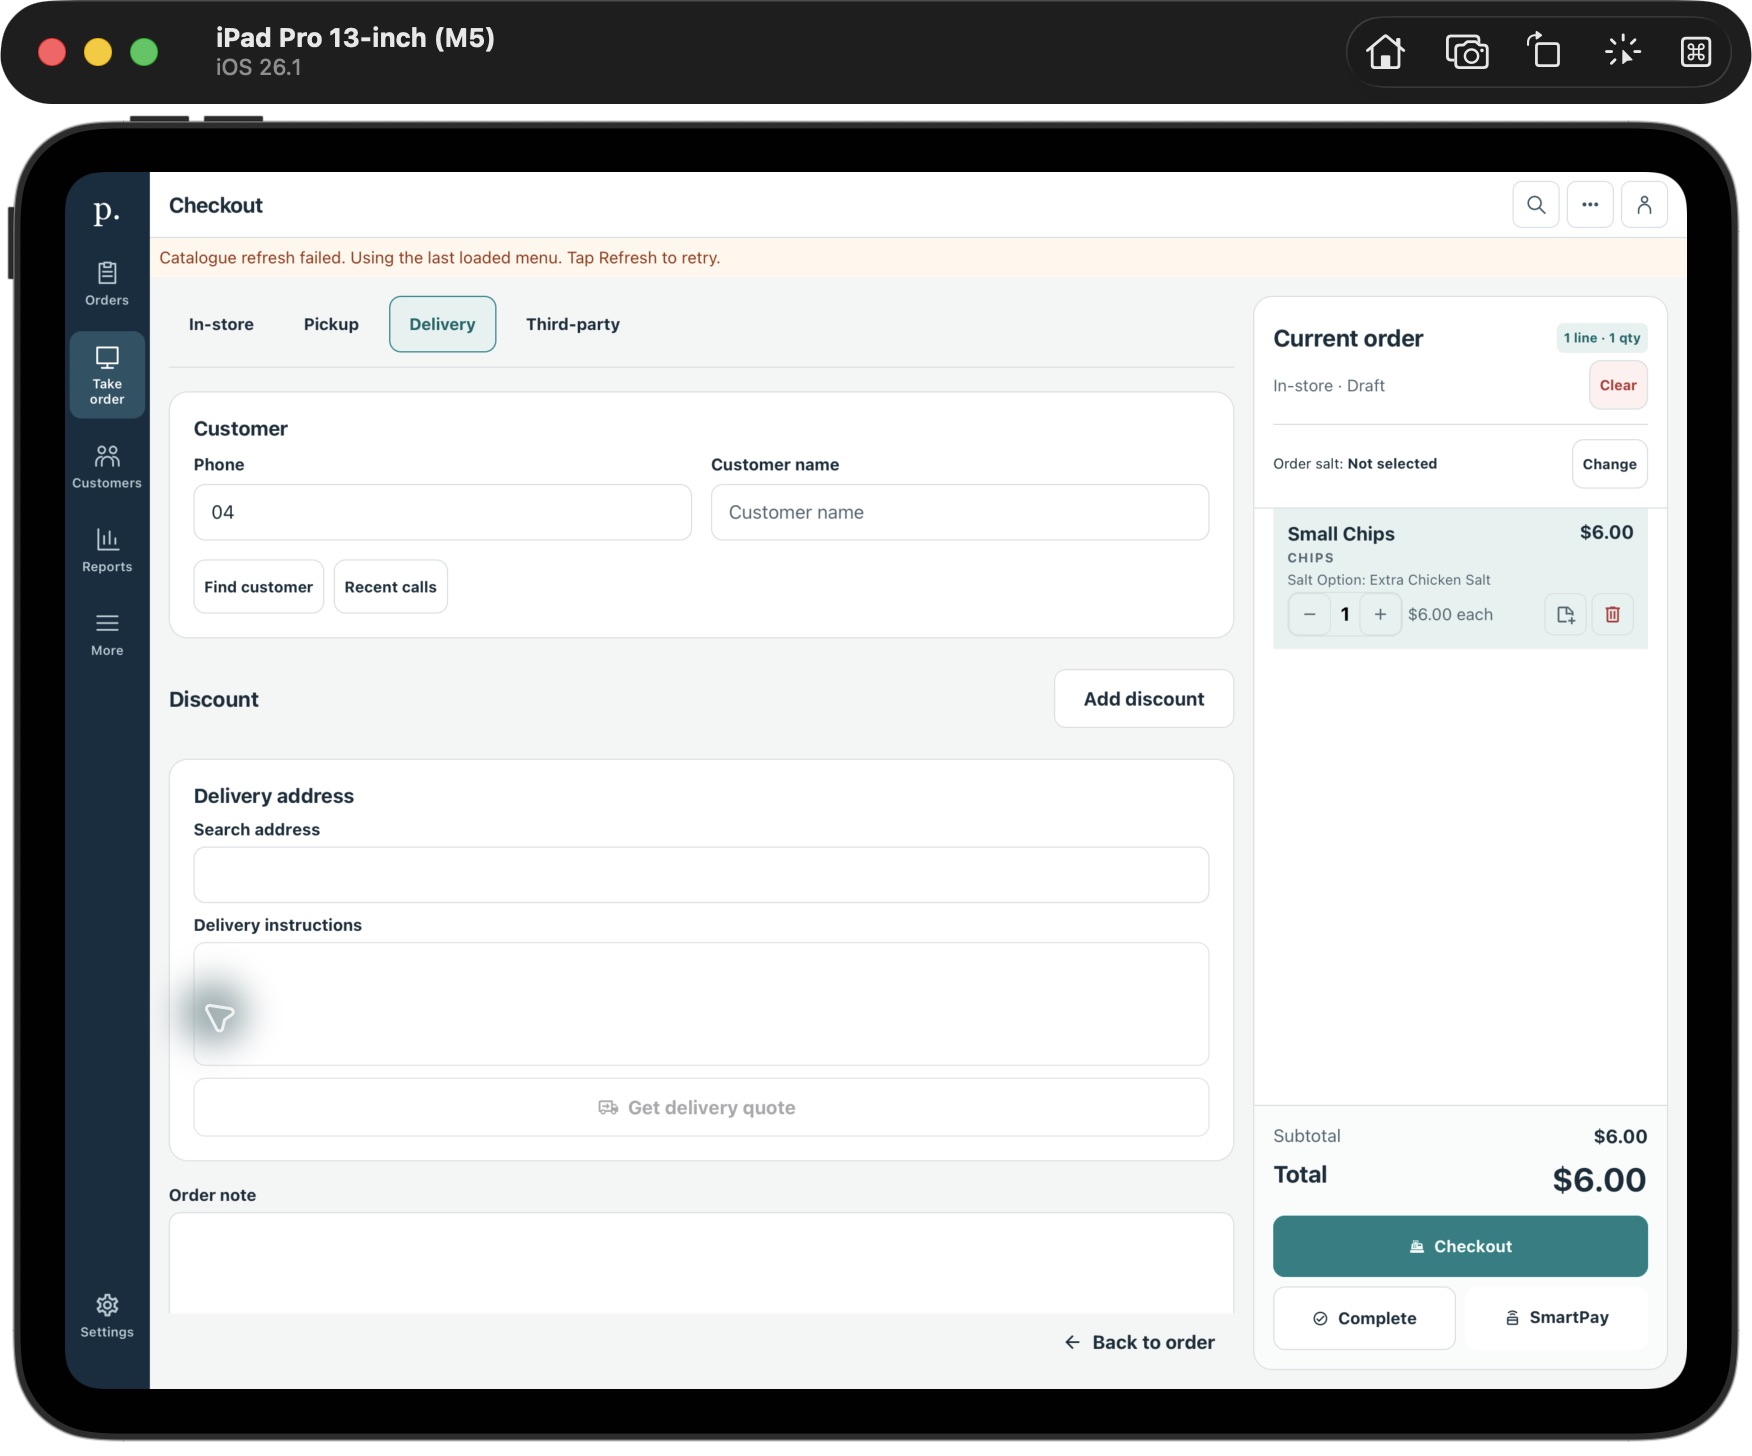 iPad Pro 13-inch (M5)
iOS 26.1
p.
Orders
Take
order
Customers
Reports
More
Settings
Checkout
Catalogue refresh failed. Using the last loaded menu. Tap Refresh to retry.
In-store
Pickup
Delivery
Third-party
Customer
Phone
Customer name
04
Customer name
Find customer
Recent calls
Discount
Add discount
Delivery address
Search address
Delivery instructions
Get delivery quote
Order note
← Back to order
Current order
1 line · 1 qty
In-store · Draft
Clear
Order salt: Not selected
Change
Small Chips
$6.00
CHIPS
Salt Option: Extra Chicken Salt
− 1 + $6.00 each
Subtotal
$6.00
Total
$6.00
Checkout
Complete
SmartPay